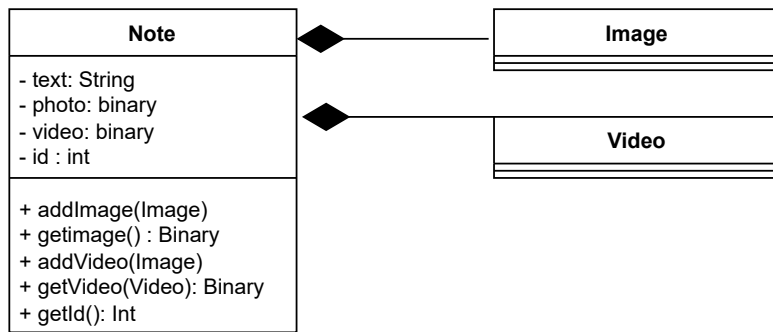 Note
- text: String
- photo: binary
- video: binary
- id : int
+ addImage(Image)
+ getimage() : Binary
+ addVideo(Image)
+ getVideo(Video): Binary
+ getId(): Int
Image
Video